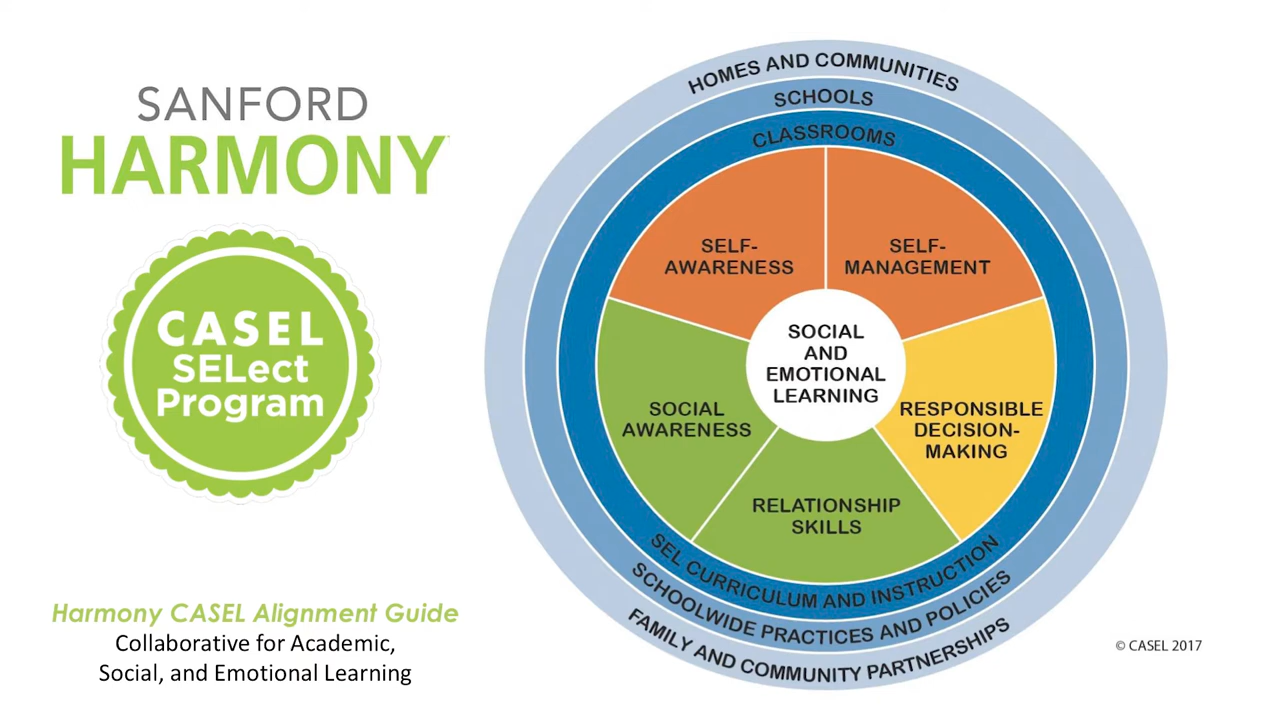 SANFORD
HARMONY
CASEL
SELect
Program
Harmony CASEL Alignment Guide
Collaborative for Academic,
Social, and Emotional Learning
HOMES AND COMMUNITIES
SCHOOLS
CLASSROOMS
SELF-
AWARENESS
SELF-
MANAGEMENT
SOCIAL
AND
EMOTIONAL
LEARNING
SOCIAL
AWARENESS
RESPONSIBLE
DECISION-
MAKING
RELATIONSHIP
SKILLS
SEL CURRICULUM AND INSTRUCTION
SCHOOLWIDE PRACTICES AND POLICIES
FAMILY AND COMMUNITY PARTNERSHIPS
© CASEL 2017